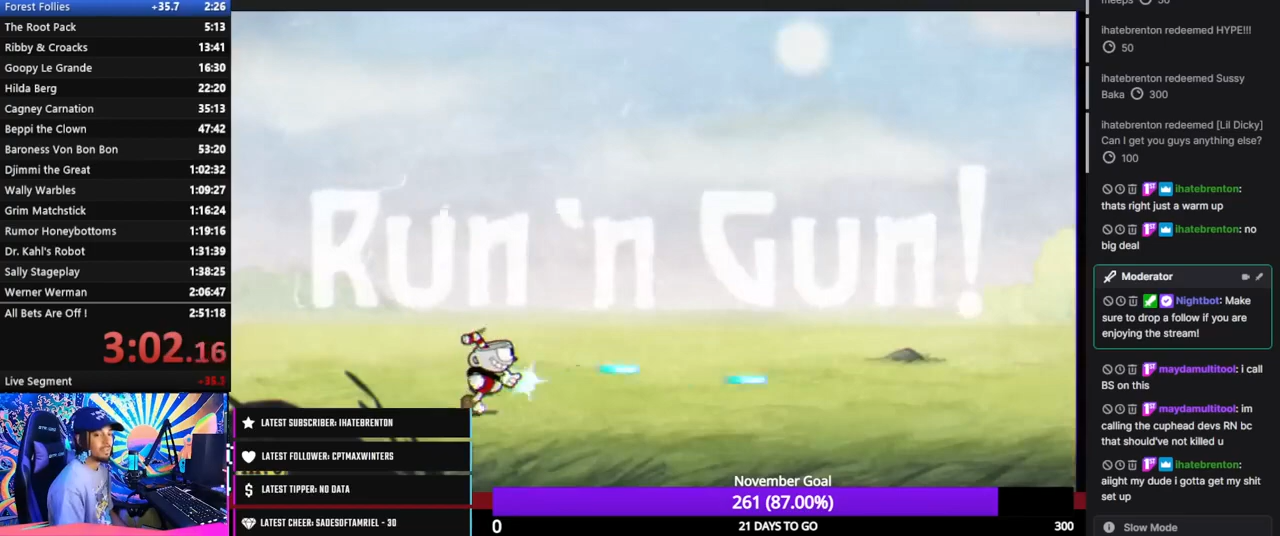 Forest Follies +35.7 2:26
The Root Pack 5:13
Ribby & Croacks 13:41
Goopy Le Grande 16:30
Hilda Berg 22:20
Cagney Carnation 35:13
Beppi the Clown 47:42
Baroness Von Bon Bon 53:20
Djimmi the Great 1:02:32
Wally Warbles 1:09:27
Grim Matchstick 1:16:24
Rumor Honeybottoms 1:19:16
Dr. Kahl's Robot 1:31:39
Sally Stageplay 1:38:25
Werner Werman 2:06:47
All Bets Are Off ! 2:51:18
3:02.16
Live Segment +35.3
Run 'n Gun!
LATEST SUBSCRIBER: IHATEBRENTON
LATEST FOLLOWER: CPTMAXWINTERS
LATEST TIPPER: NO DATA
LATEST CHEER: SADESOFTAMRIEL - 30
November Goal
261 (87.00%)
0 21 DAYS TO GO 300
meeps 50
ihatebrenton redeemed HYPE!!!
50
ihatebrenton redeemed Sussy
Baka 300
ihatebrenton redeemed [Lil Dicky]
Can I get you guys anything else?
100
ihatebrenton:
thats right just a warm up
ihatebrenton: no
big deal
Moderator
Nightbot: Make
sure to drop a follow if you are
enjoying the stream!
maydamultitool: i call
BS on this
maydamultitool: im
calling the cuphead devs RN bc
that should've not killed u
ihatebrenton:
aiight my dude i gotta get my shit
set up
Slow Mode